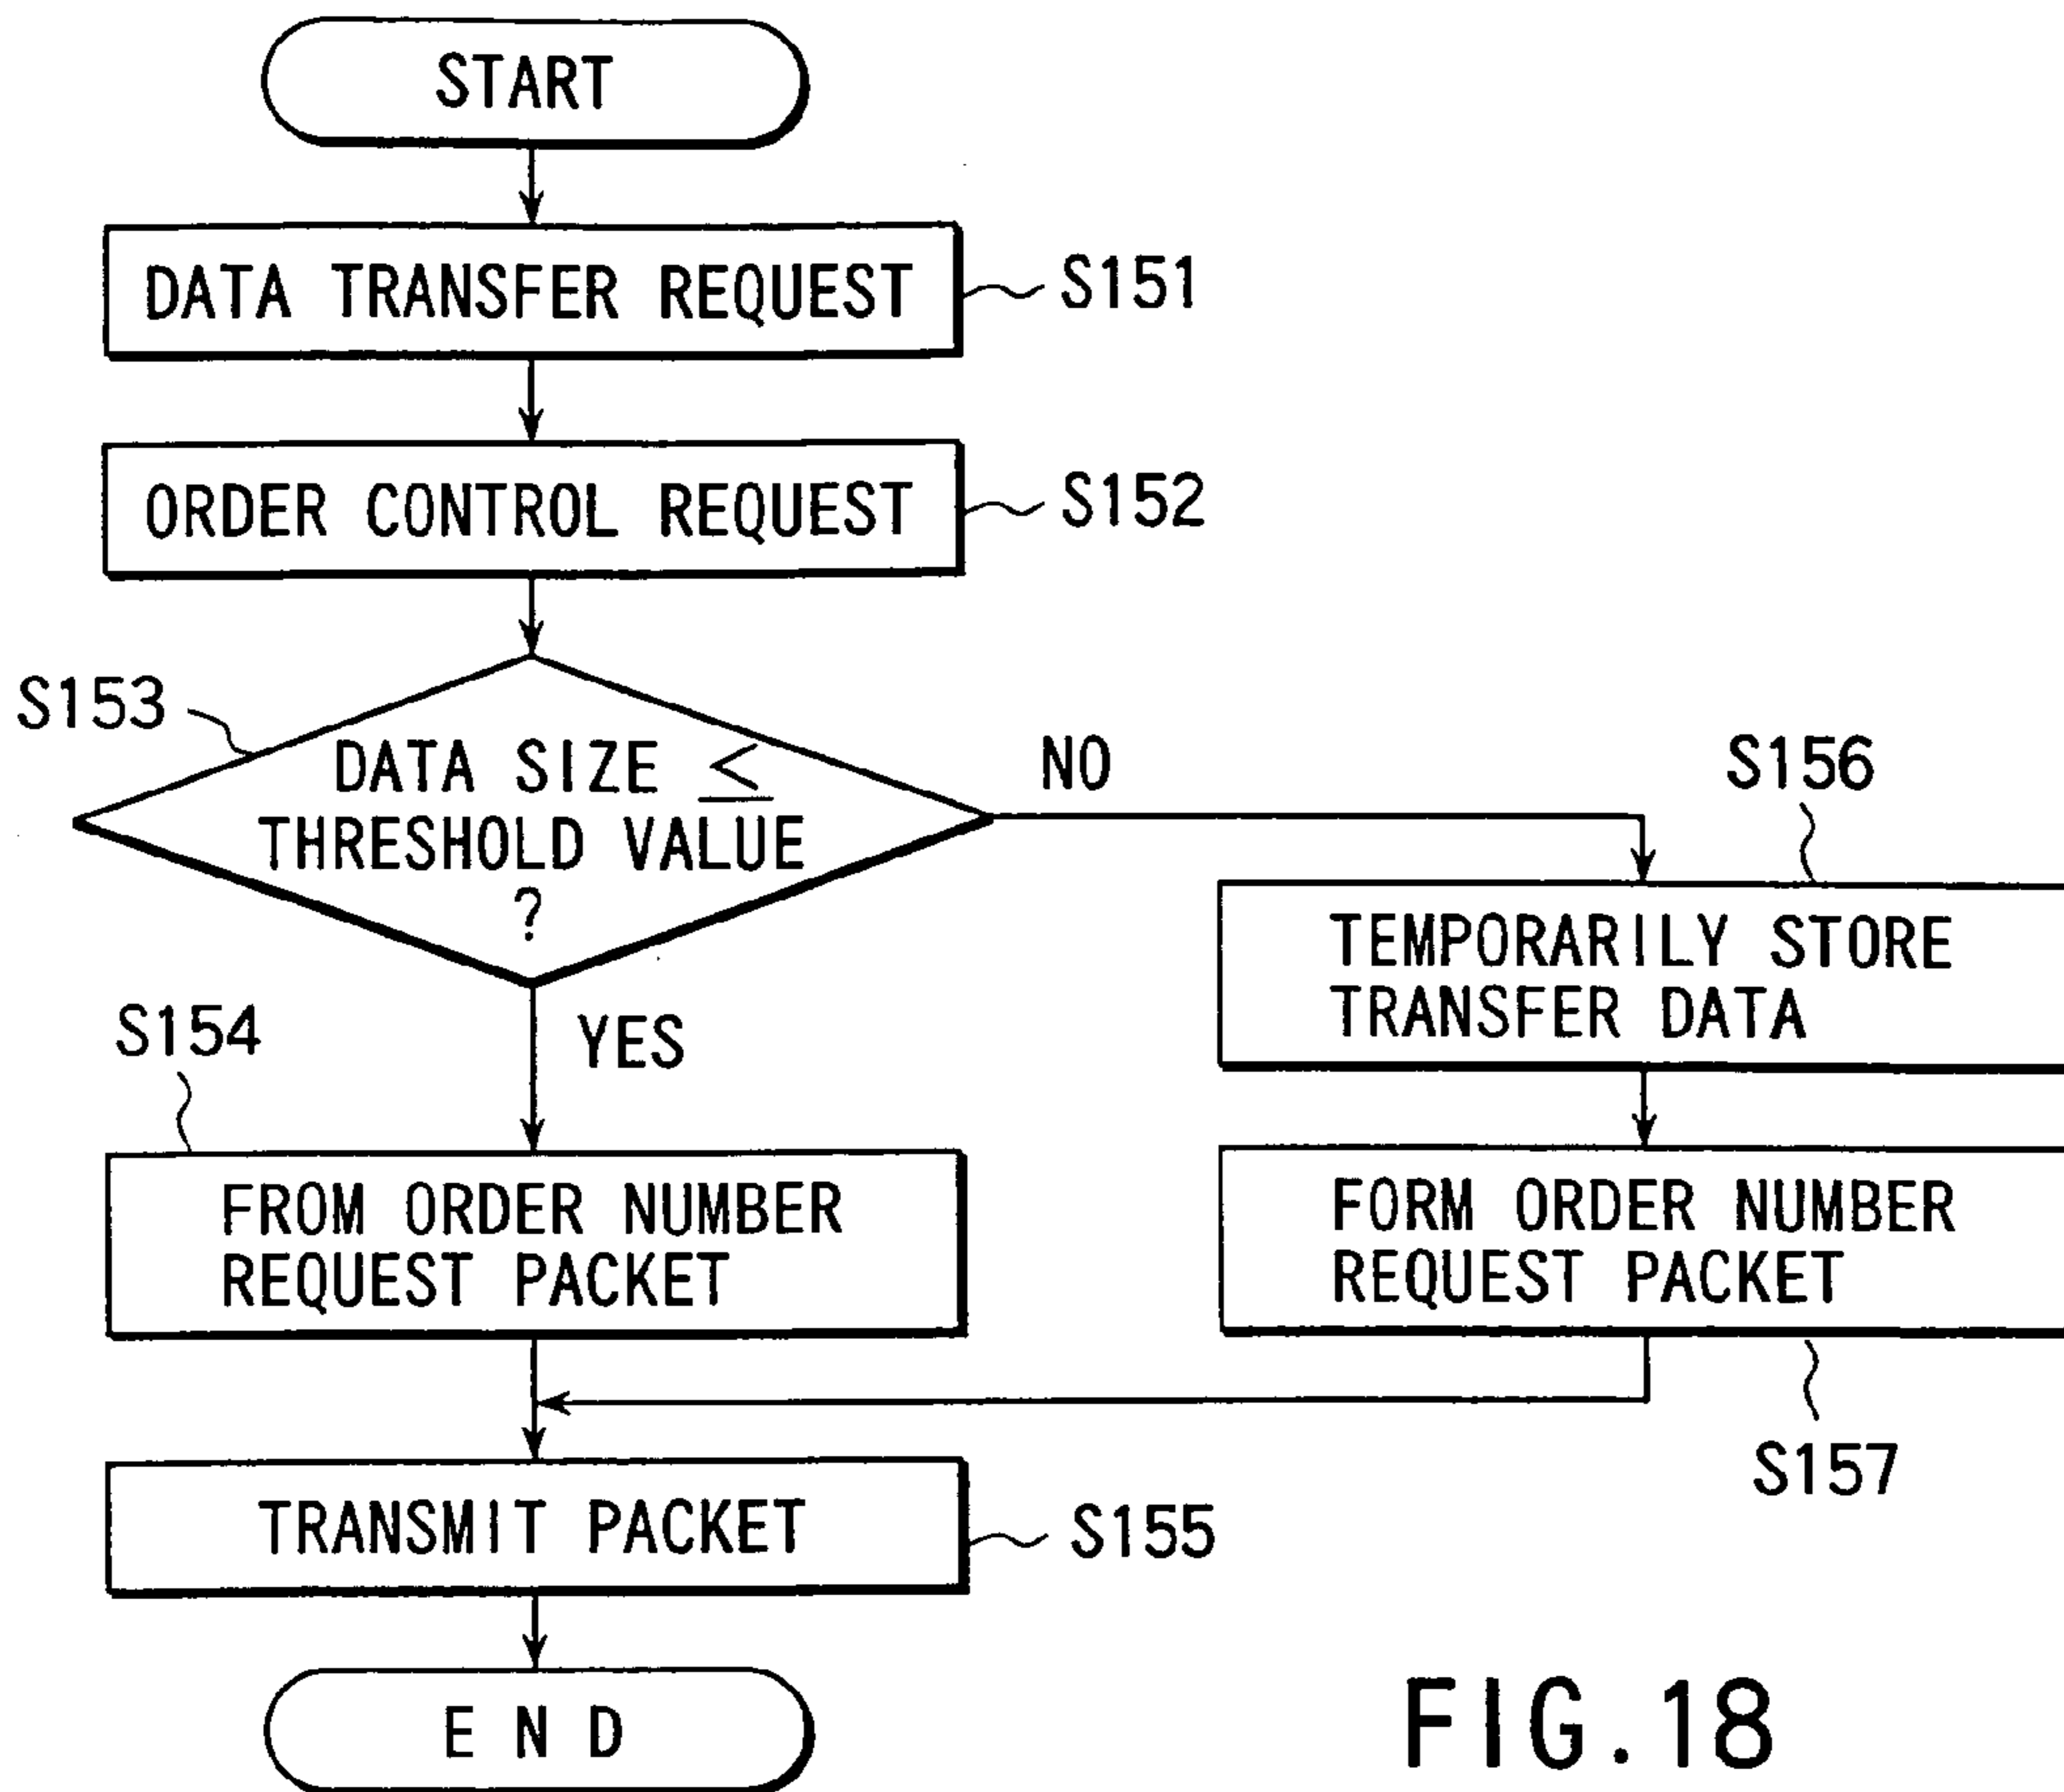 START
DATA TRANSFER REQUEST
S151
ORDER CONTROL REQUEST
S152
S153
DATA SIZE ≤
THRESHOLD VALUE
?
NO
YES
S156
TEMPORARILY STORE
TRANSFER DATA
S154
FROM ORDER NUMBER
REQUEST PACKET
FORM ORDER NUMBER
REQUEST PACKET
S157
TRANSMIT PACKET
S155
END
FIG.18